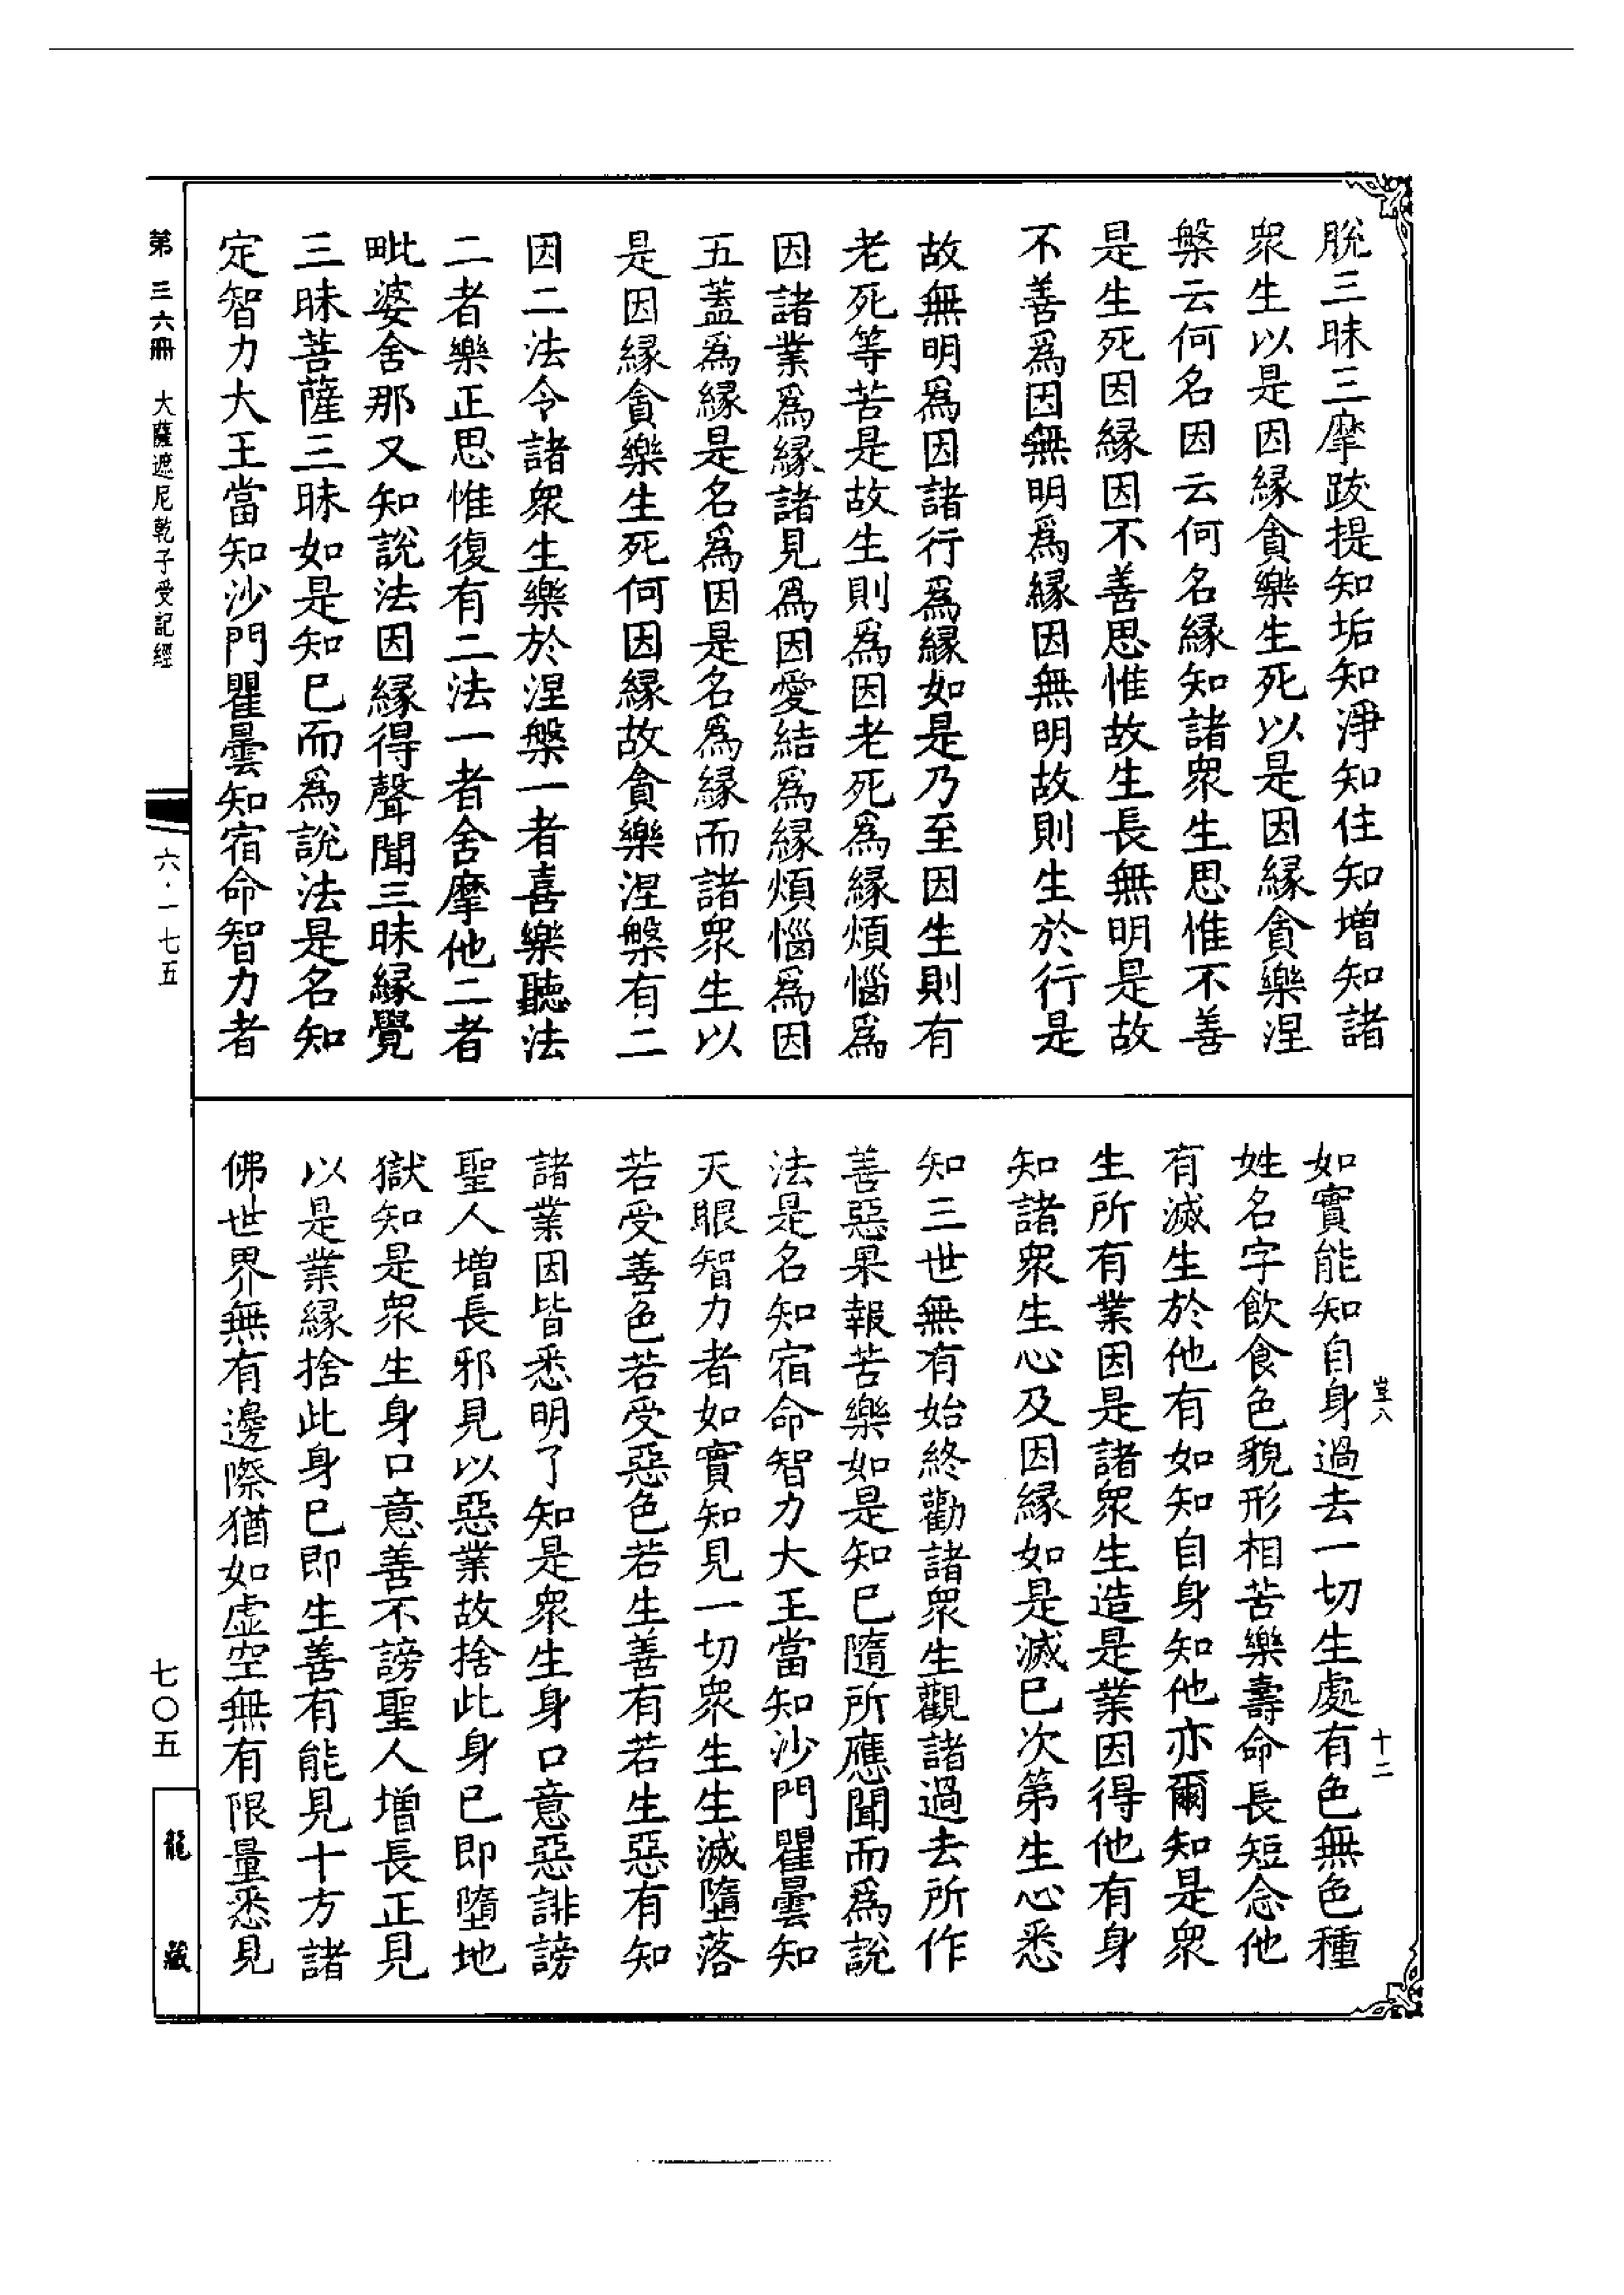 脫三昧三摩跋提知垢知淨知住知增知諸
眾生以是因緣貪樂生死以是因緣貪樂涅
槃云何名因云何名緣知諸眾生思惟不善
是生死因緣因不善思惟故生長無明是故
不善爲因無明爲緣因無明故則生於行是
故無明爲因諸行爲緣如是乃至因生則有
老死等苦是故生則爲因老死爲緣煩惱爲
因諸業爲緣諸見爲因愛結爲緣煩惱爲因
五蓋爲緣是名爲因是名爲緣而諸眾生以
是因緣貪樂生死何因緣故貪樂涅槃有二
因二法令諸眾生樂於涅槃一者喜樂聽法
二者樂正思惟復有二法一者舍摩他二者
毗婆舍那又知說法因緣得聲聞三昧緣覺
三昧菩薩三昧如是知已而爲說法是名知
定智力大王當知沙門瞿曇知宿命智力者
如實能知自身過去一切生處有色無色種
姓名字飲食色貌形相苦樂壽命長短念他
有滅生於他有如知自身知他亦爾知是眾
生所有業因是諸眾生造是業因得他有身
知諸眾生心及因緣如是滅已次第生心悉
知三世無有始終勸諸眾生觀諸過去所作
善惡果報苦樂如是知已隨所應聞而爲說
法是名知宿命智力大王當知沙門瞿曇知
天眼智力者如實知見一切眾生生滅墮落
若受善色若受惡色若生善有若生惡有知
諸業因皆悉明了知是眾生身口意惡誹謗
聖人增長邪見以惡業故捨此身已即墮地
獄知是眾生身口意善不謗聖人增長正見
以是業緣捨此身已即生善有能見十方諸
佛世界無有邊際猶如虛空無有限量悉見
豈八
十二
第三六冊 大薩遮尼乾子受記經
六·一七五
七〇五
龍藏